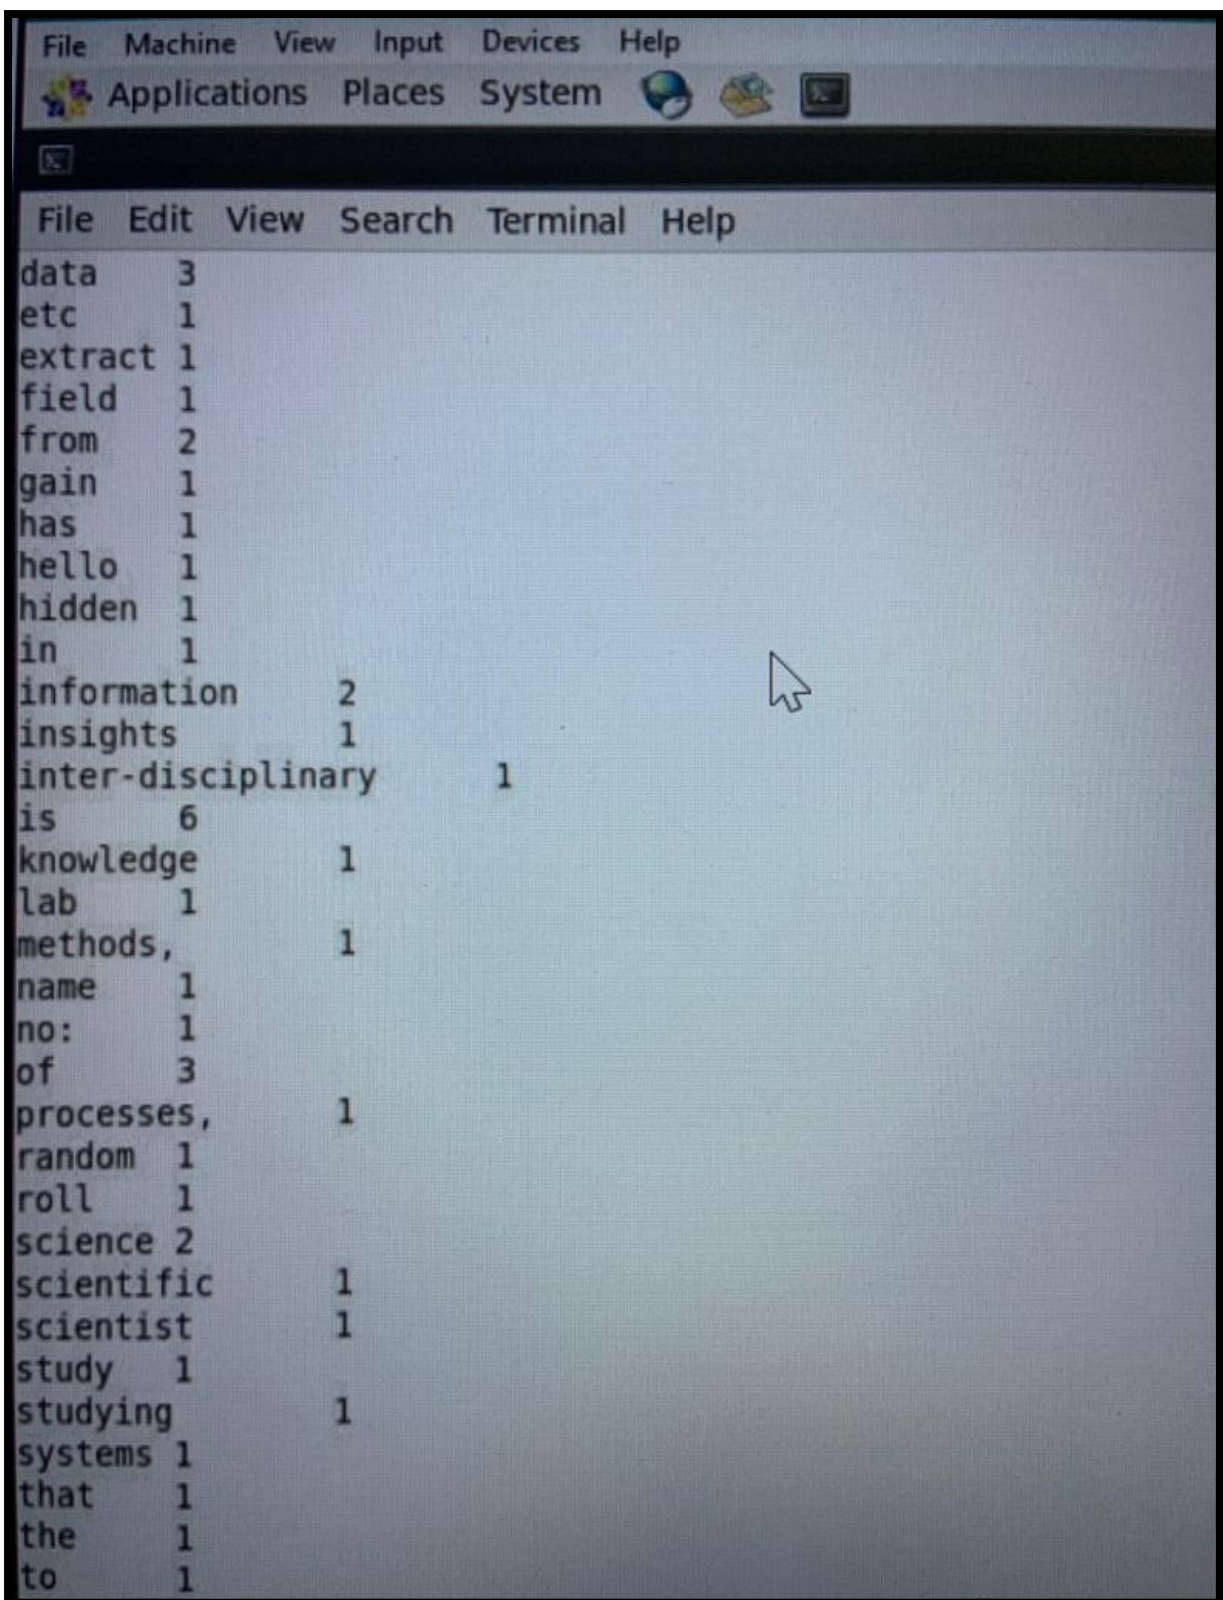 File Machine View Input Devices Help
Applications Places System
File Edit View Search Terminal Help
data 3
etc 1
extract 1
field 1
from 2
gain 1
has 1
hello 1
hidden 1
in 1
information 2
insights 1
inter-disciplinary 1
is 6
knowledge 1
lab 1
methods, 1
name 1
no: 1
of 3
processes, 1
random 1
roll 1
science 2
scientific 1
scientist 1
study 1
studying 1
systems 1
that 1
the 1
to 1